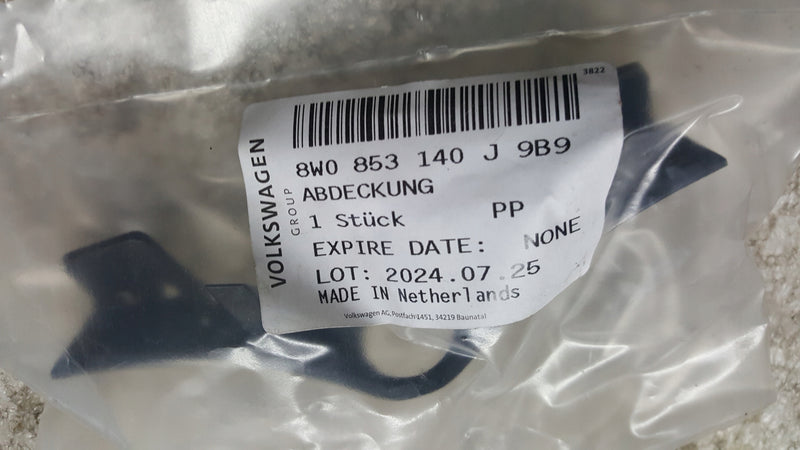 3822
VOLKSWAGEN
GROUP
8W0 853 140 J 9B9
ABDECKUNG
1 Stück PP
EXPIRE DATE: NONE
LOT: 2024.07.25
MADE IN Netherlands
Volkswagen AG, Postfach 1451, 34219 Baunatal